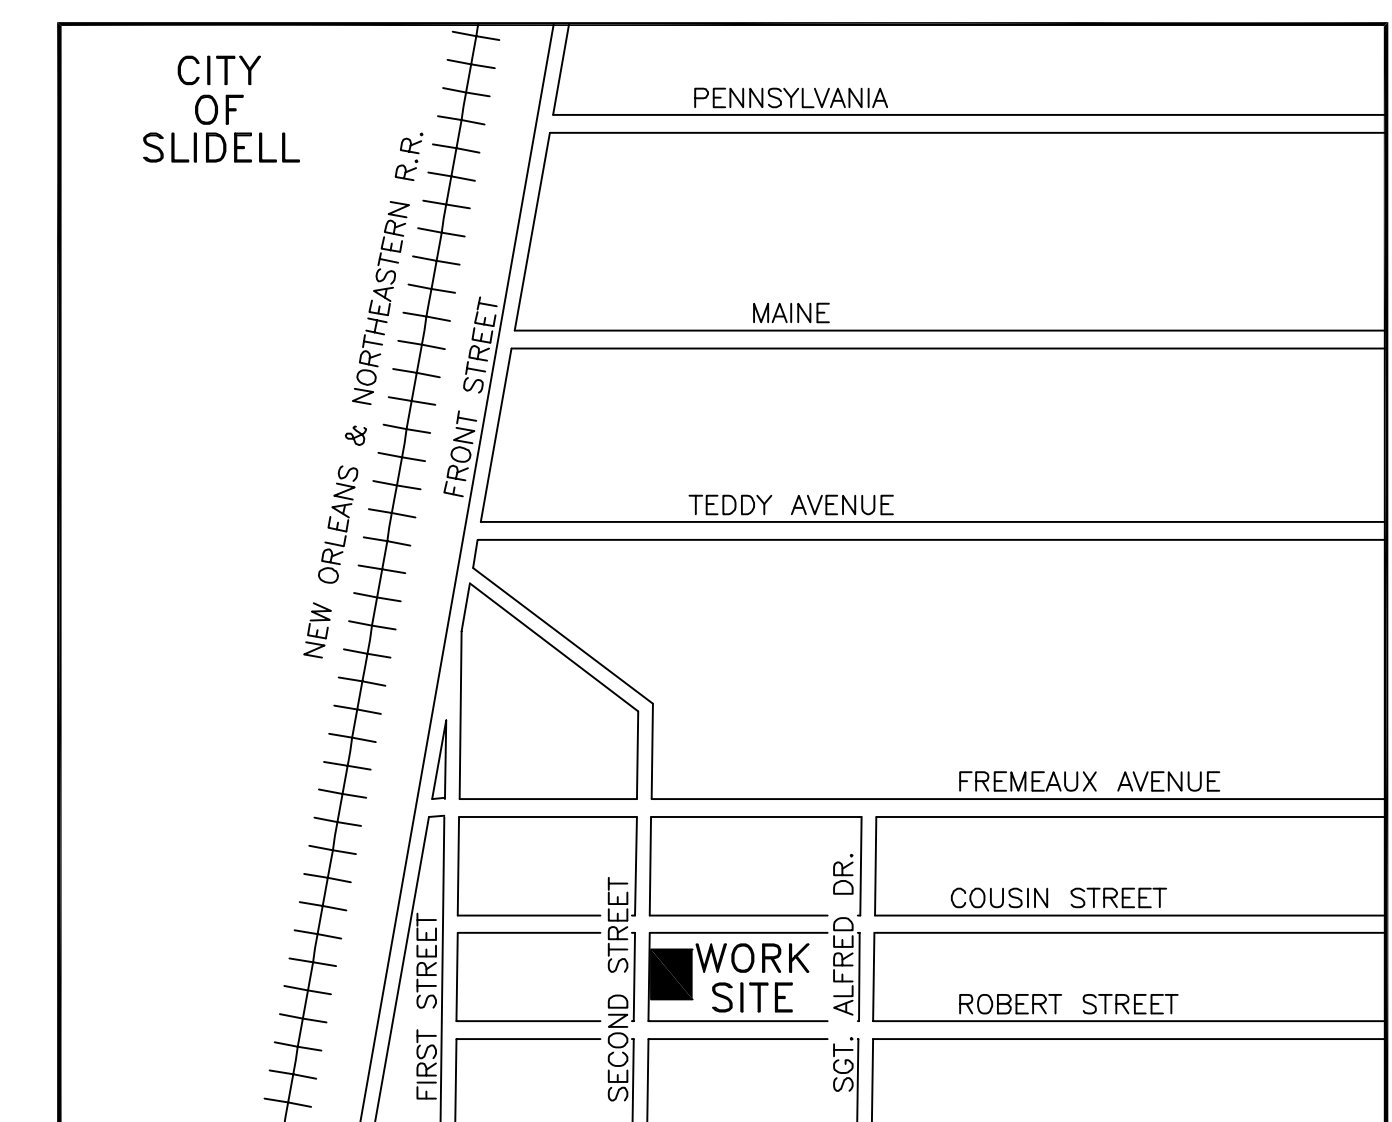 CITY
OF
SLIDELL
PENNSYLVANIA
NEW ORLEANS & NORTHEASTERN R.R.
FRONT STREET
MAINE
TEDDY AVENUE
FREMEAUX AVENUE
COUSIN STREET
FIRST STREET
SECOND STREET
WORK
SITE
SGT. ALFRED DR.
ROBERT STREET